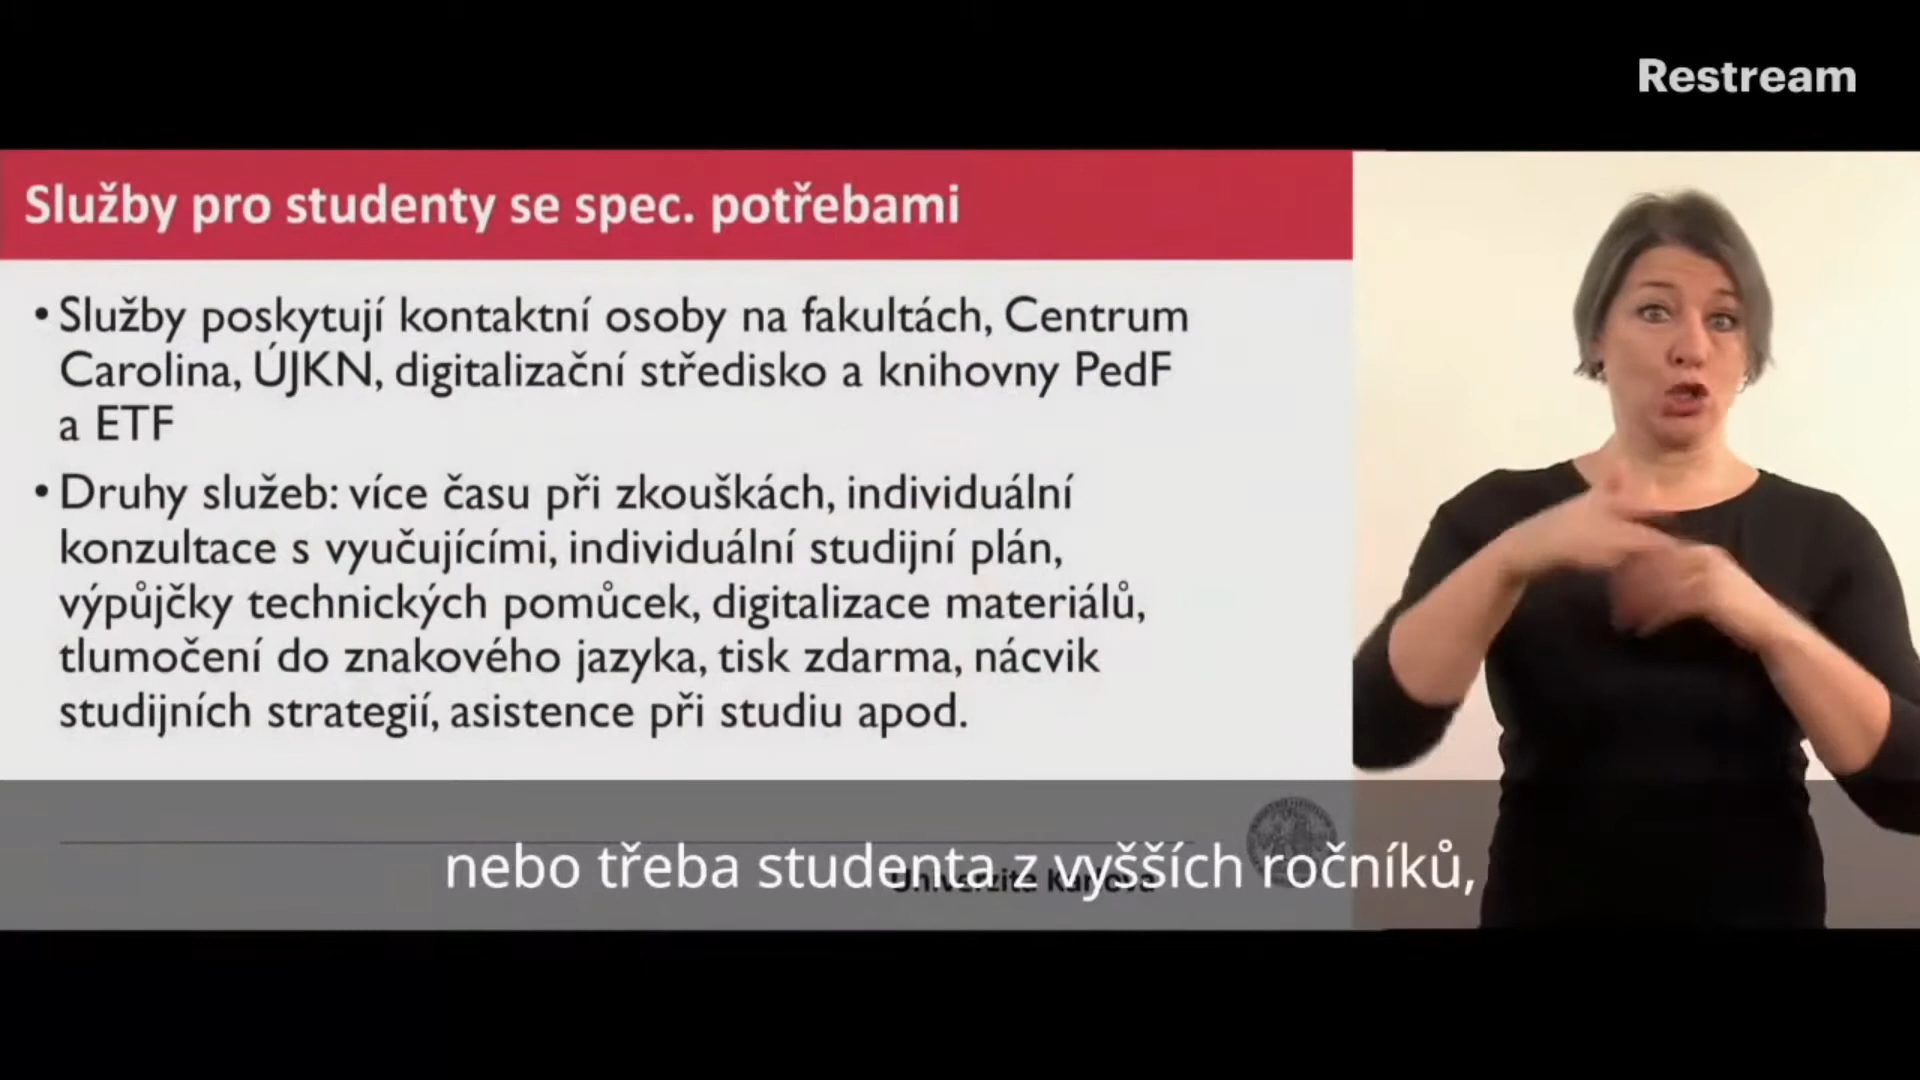 Restream
Služby pro studenty se spec. potřebami
• Služby poskytují kontaktní osoby na fakultách, Centrum
Carolina, ÚJKN, digitalizační středisko a knihovny PedF
a ETF
• Druhy služeb: více času při zkouškách, individuální
konzultace s vyučujícími, individuální studijní plán,
výpůjčky technických pomůcek, digitalizace materiálů,
tlumočení do znakového jazyka, tisk zdarma, nácvik
studijních strategií, asistence při studiu apod.
nebo třeba studenta z vyšších ročníků,
Univerzita Karlova